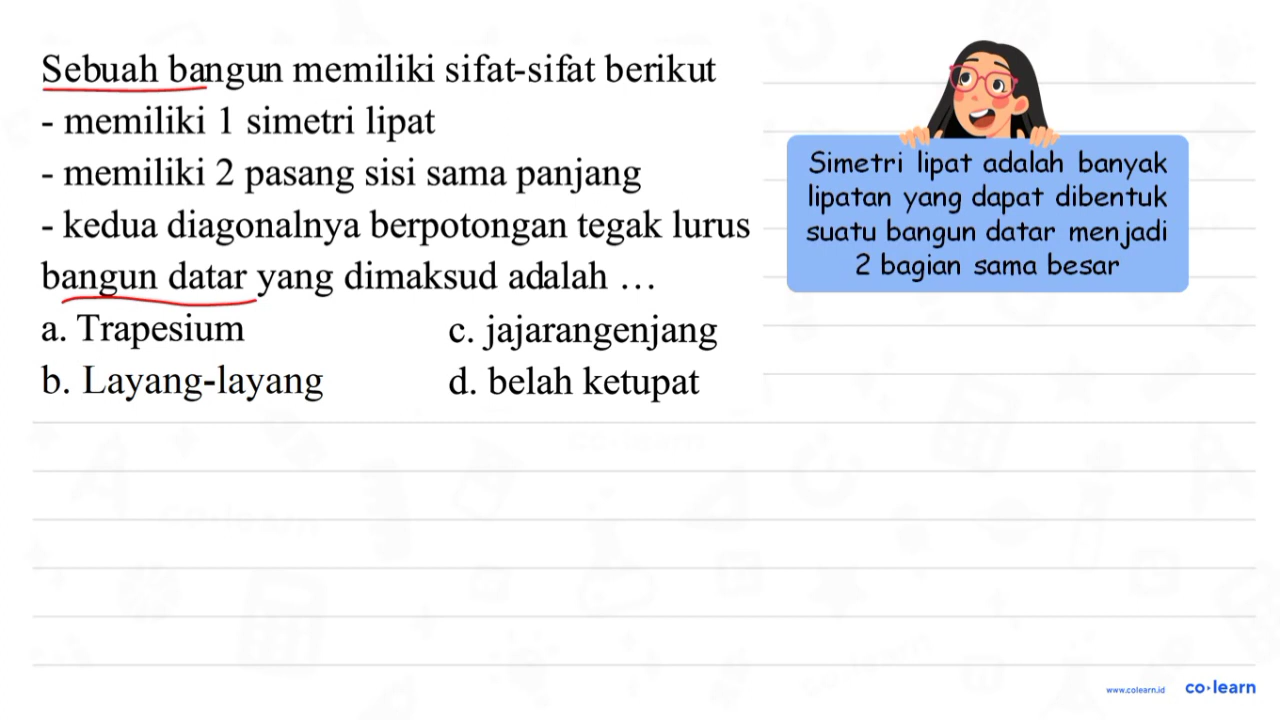 Sebuah bangun memiliki sifat-sifat berikut
- memiliki 1 simetri lipat
- memiliki 2 pasang sisi sama panjang
- kedua diagonalnya berpotongan tegak lurus
bangun datar yang dimaksud adalah ...
a. Trapesium c. jajarangenjang
b. Layang-layang d. belah ketupat
Simetri lipat adalah banyak
lipatan yang dapat dibentuk
suatu bangun datar menjadi
2 bagian sama besar
www.colearn.id co·learn